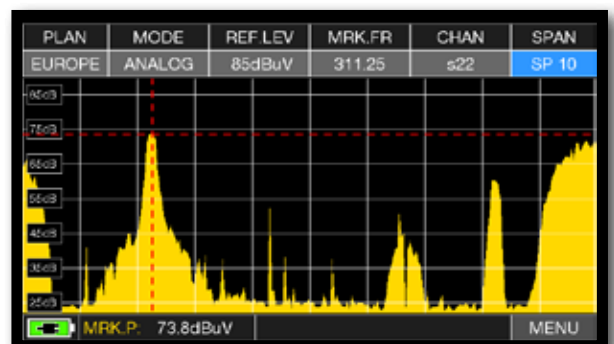 PLAN MODE REF.LEV MRK.FR CHAN SPAN
EUROPE ANALOG 85dBuV 311.25 s22 SP 10
75dB
65dB
55dB
45dB
35dB
25dB
MRK.P: 73.8dBuV MENU